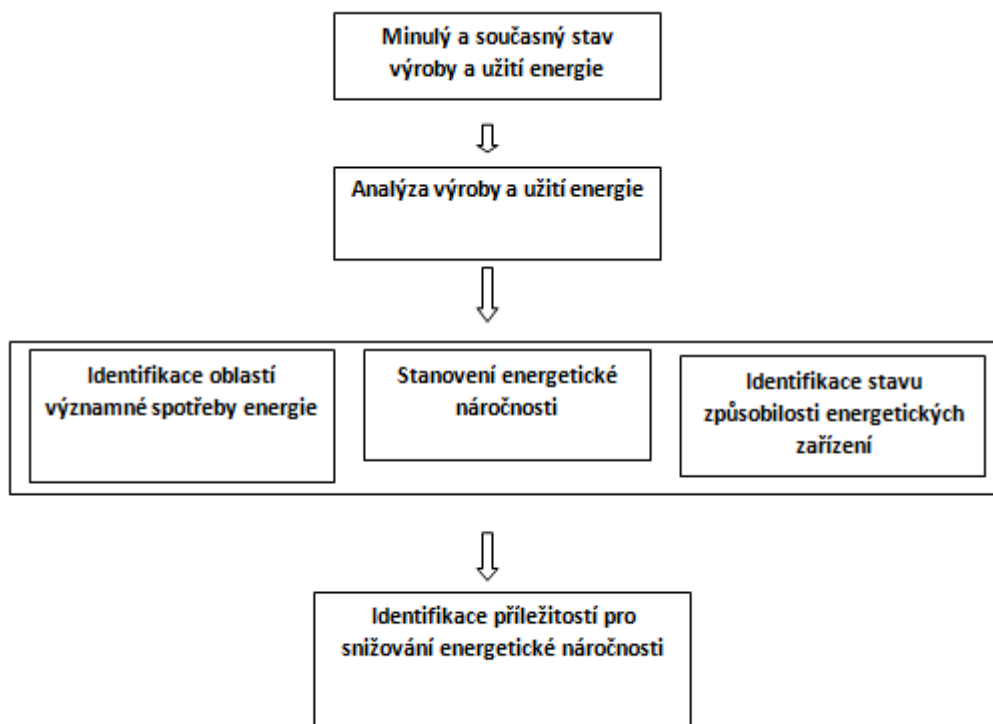 Minulý a současný stav
výroby a užití energie
Analýza výroby a užití energie
Identifikace oblastí
významné spotřeby energie
Stanovení energetické
náročnosti
Identifikace stavu
způsobilosti energetických
zařízení
Identifikace příležitostí pro
snižování energetické náročnosti